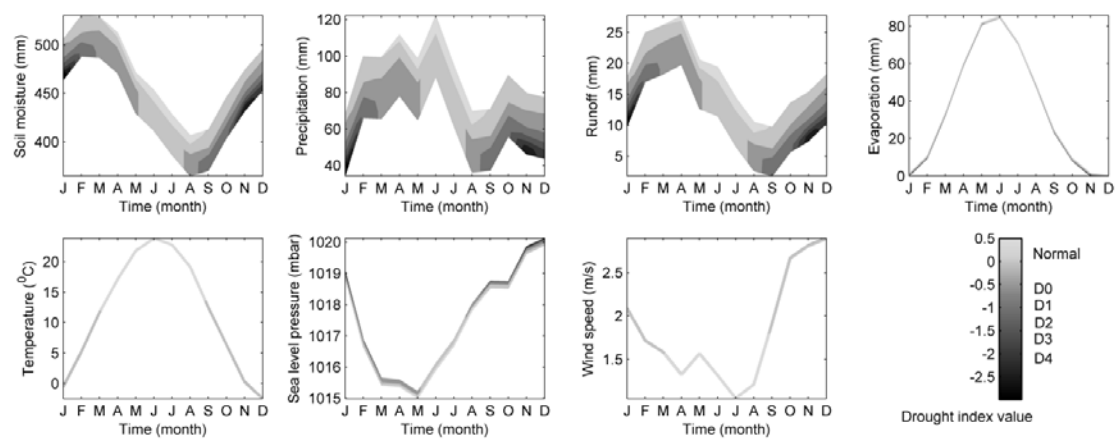 Soil moisture (mm)
500
450
400
J F M A M J J A S O N D
Time (month)
Precipitation (mm)
120
100
80
60
40
J F M A M J J A S O N D
Time (month)
Runoff (mm)
25
20
15
10
5
J F M A M J J A S O N D
Time (month)
Evaporation (mm)
80
60
40
20
0
J F M A M J J A S O N D
Time (month)
Temperature (⁰C)
20
15
10
5
0
J F M A M J J A S O N D
Time (month)
Sea level pressure (mbar)
1020
1019
1018
1017
1016
1015
J F M A M J J A S O N D
Time (month)
Wind speed (m/s)
2.5
2
1.5
J F M A M J J A S O N D
Time (month)
0.5
0
-0.5
-1
-1.5
-2
-2.5
Normal
D0
D1
D2
D3
D4
Drought index value